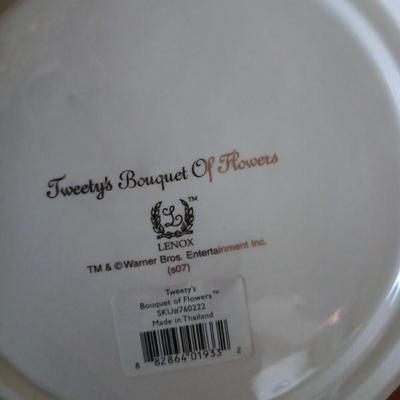 Tweety's Bouquet Of Flowers
L ™
LENOX
TM & © Warner Bros. Entertainment Inc.
(s07)
Tweety's
Bouquet of Flowers™
SKU#760222
Made in Thailand
8 82864 01933 2